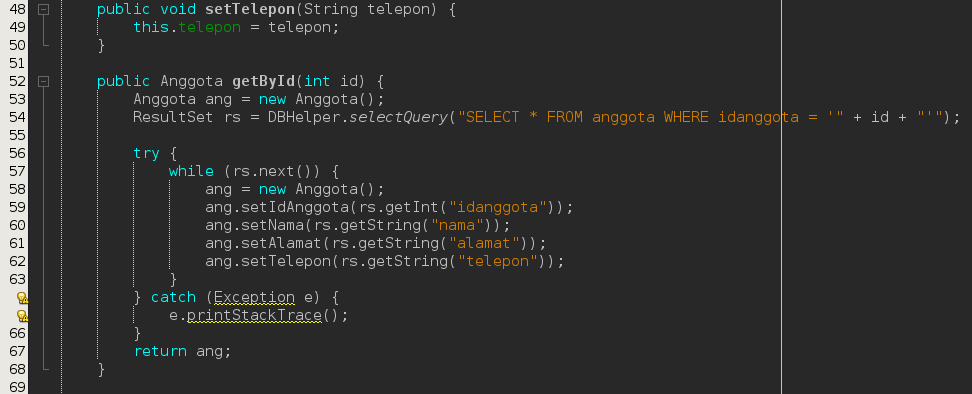 48 public void setTelepon(String telepon) {
49 this.telepon = telepon;
50 }
51
52 public Anggota getById(int id) {
53 Anggota ang = new Anggota();
54 ResultSet rs = DBHelper.selectQuery("SELECT * FROM anggota WHERE idanggota = '" + id + "'");
55
56 try {
57 while (rs.next()) {
58 ang = new Anggota();
59 ang.setIdAnggota(rs.getInt("idanggota"));
60 ang.setNama(rs.getString("nama"));
61 ang.setAlamat(rs.getString("alamat"));
62 ang.setTelepon(rs.getString("telepon"));
63 }
} catch (Exception e) {
e.printStackTrace();
66 }
67 return ang;
68 }
69